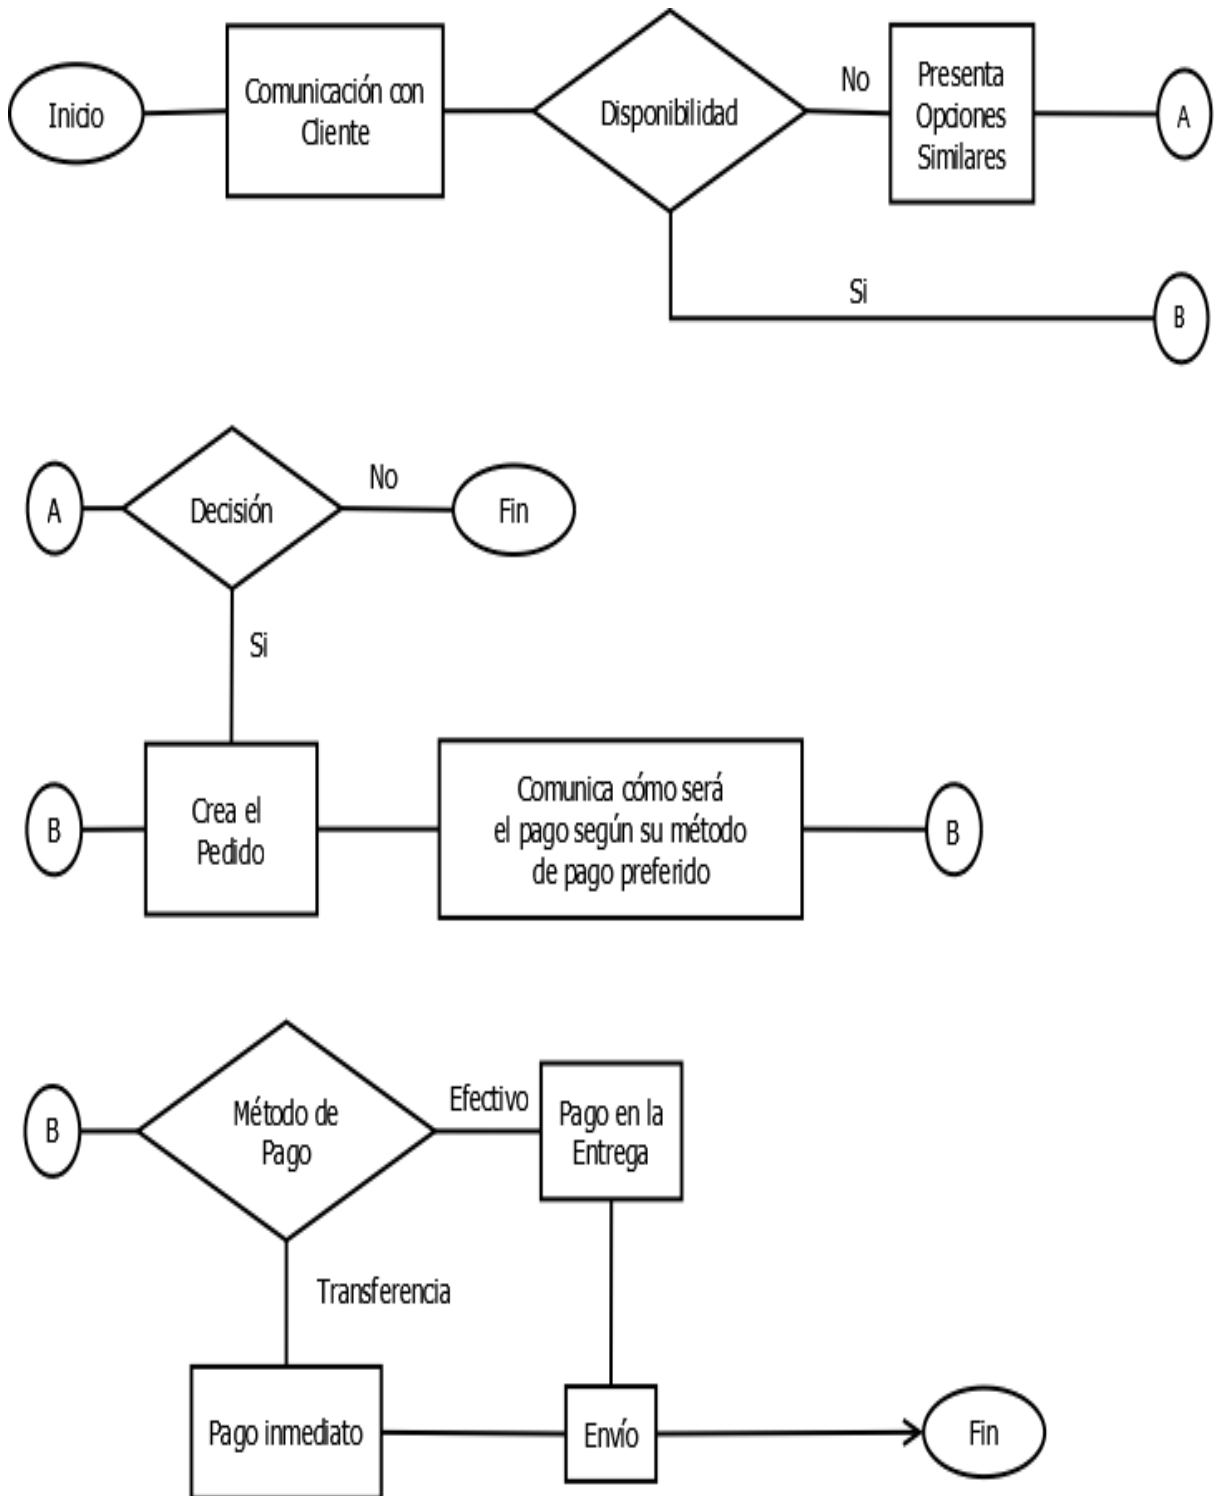 Inicio
Comunicación con
Cliente
Disponibilidad
No
Presenta
Opciones
Similares
A
Si
B
A
Decisión
No
Fin
Si
B
Crea el
Pedido
Comunica cómo será
el pago según su método
de pago preferido
B
B
Método de
Pago
Efectivo
Pago en la
Entrega
Transferencia
Pago inmediato
Envío
Fin